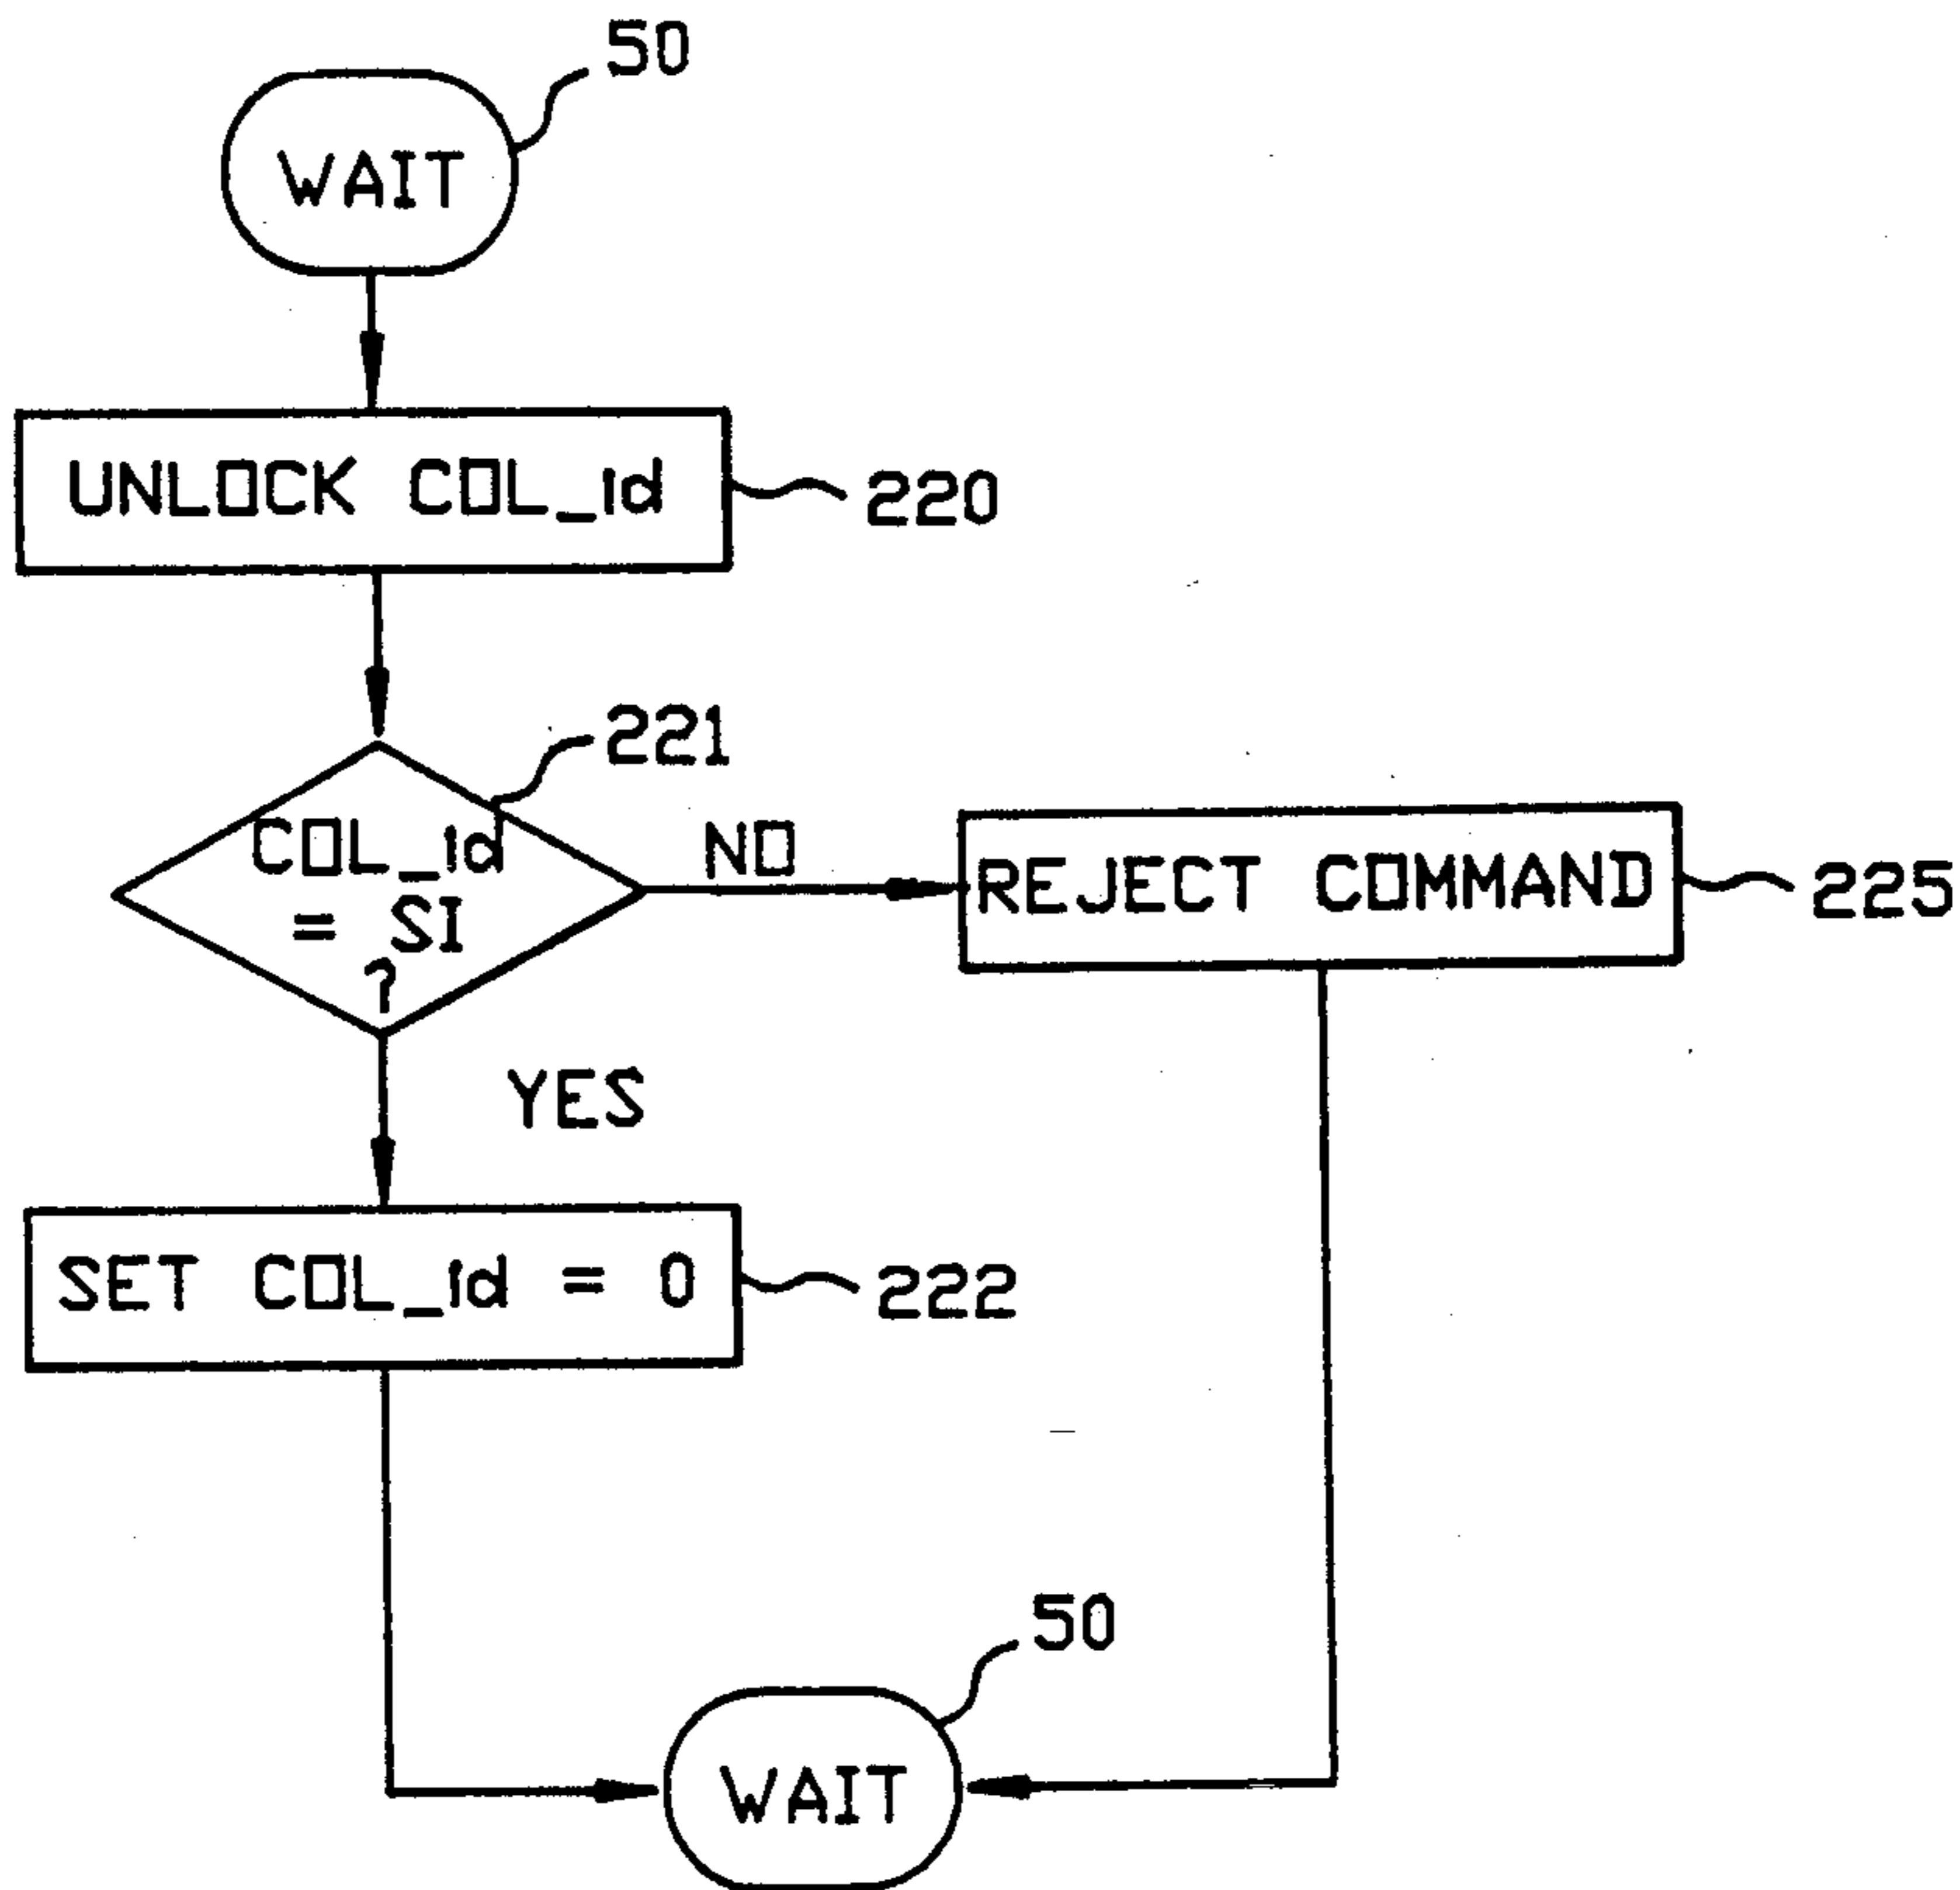 50
WAIT
UNLOCK COL_id
220
221
COL_id
= SI
?
NO
REJECT COMMAND
225
YES
SET COL_id = 0
222
50
WAIT